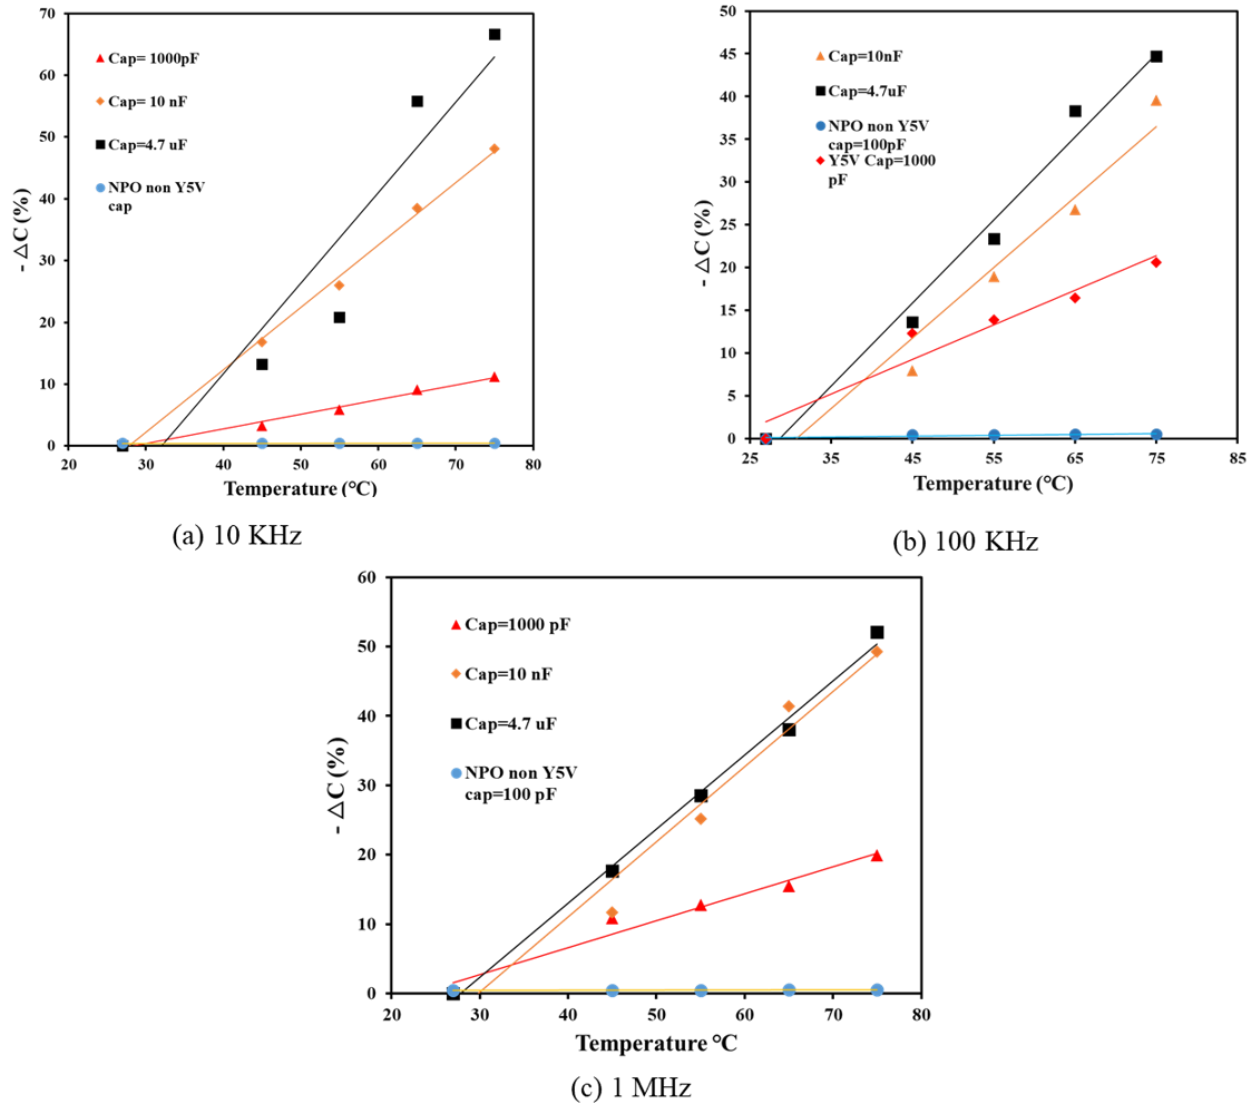 70
60
50
40
30
20
10
0
20
30
40
50
60
70
80
- △C (%)
Temperature (°C)
Cap= 1000pF
Cap= 10 nF
Cap=4.7 uF
NPO non Y5V
cap
(a) 10 KHz
50
45
40
35
30
25
20
15
10
5
0
25
35
45
55
65
75
85
- △C (%)
Temperature (°C)
Cap=10nF
Cap=4.7uF
NPO non Y5V
cap=100pF
Y5V Cap=1000
pF
(b) 100 KHz
60
50
40
30
20
10
0
20
30
40
50
60
70
80
- △C (%)
Temperature °C
Cap=1000 pF
Cap=10 nF
Cap=4.7 uF
NPO non Y5V
cap=100 pF
(c) 1 MHz